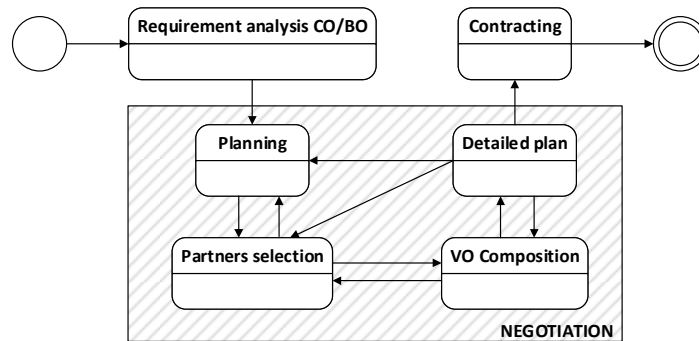 Requirement analysis CO/BO
Contracting
Planning
Detailed plan
Partners selection
VO Composition
NEGOTIATION